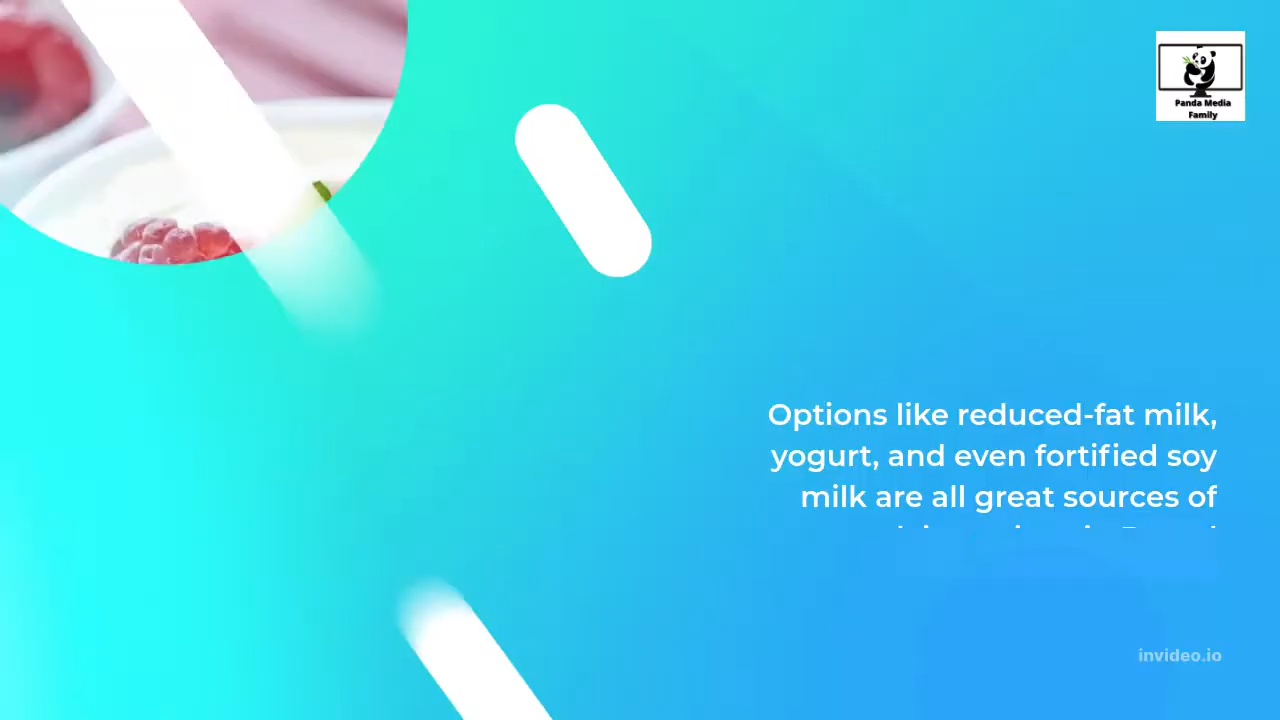 Panda Media
Family
Options like reduced-fat milk,
yogurt, and even fortified soy
milk are all great sources of
invideo.io